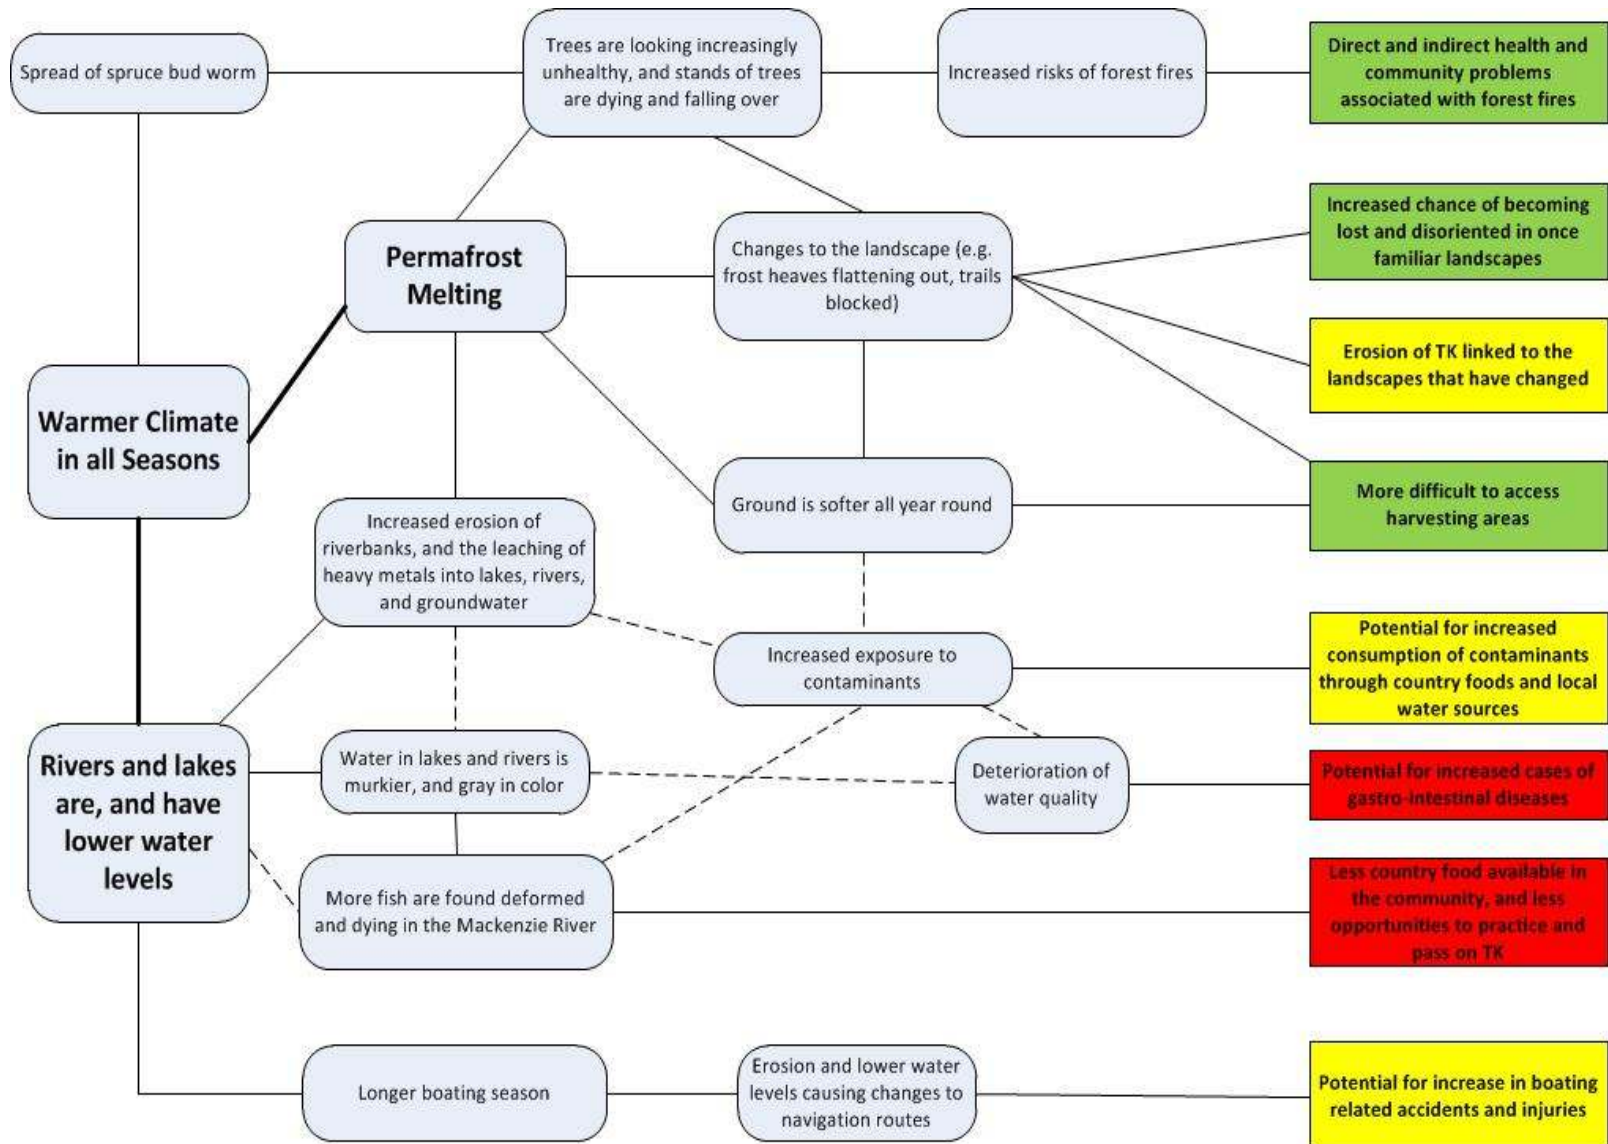 Spread of spruce bud worm
Trees are looking increasingly
unhealthy, and stands of trees
are dying and falling over
Increased risks of forest fires
Direct and indirect health and
community problems
associated with forest fires
Permafrost
Melting
Changes to the landscape (e.g.
frost heaves flattening out, trails
blocked)
Increased chance of becoming
lost and disoriented in once
familiar landscapes
Erosion of TK linked to the
landscapes that have changed
Warmer Climate
in all Seasons
Ground is softer all year round
More difficult to access
harvesting areas
Increased erosion of
riverbanks, and the leaching of
heavy metals into lakes, rivers,
and groundwater
Increased exposure to
contaminants
Potential for increased
consumption of contaminants
through country foods and local
water sources
Rivers and lakes
are, and have
lower water
levels
Water in lakes and rivers is
murkier, and gray in color
Deterioration of
water quality
Potential for increased cases of
gastro-intestinal diseases
More fish are found deformed
and dying in the Mackenzie River
Less country food available in
the community, and less
opportunities to practice and
pass on TK
Longer boating season
Erosion and lower water
levels causing changes to
navigation routes
Potential for increase in boating
related accidents and injuries